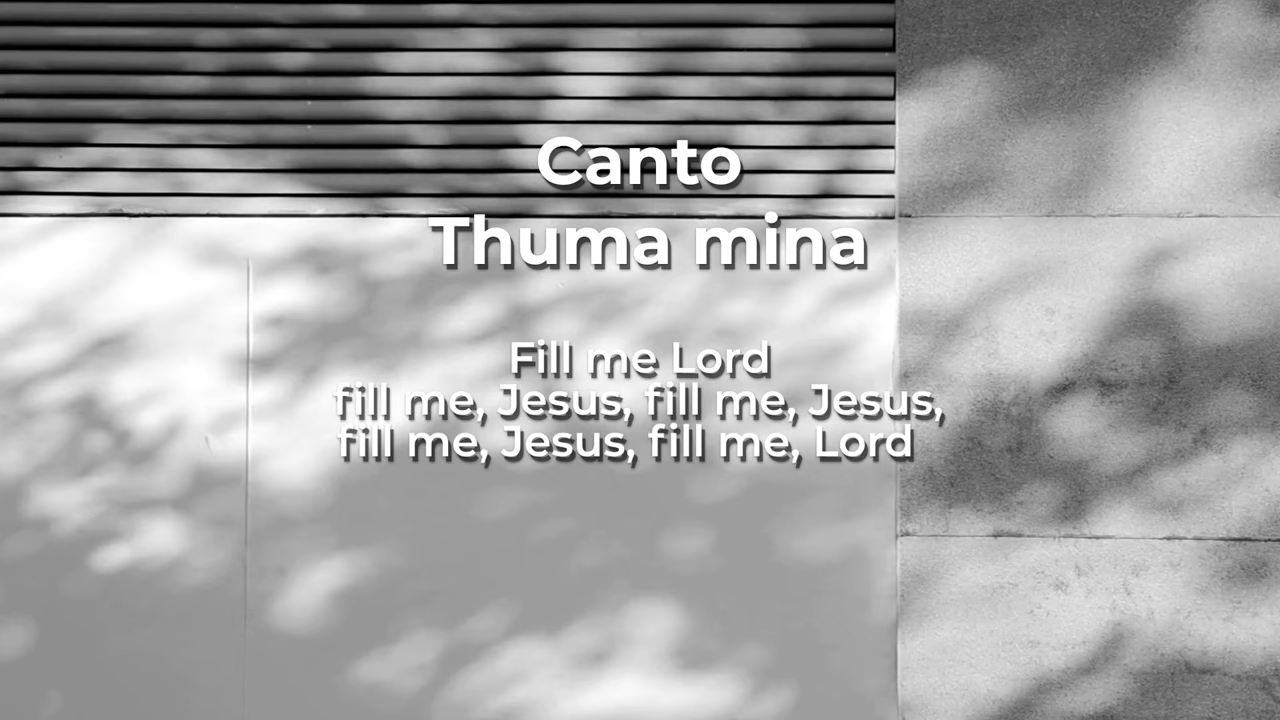 Canto
Thuma mina
Fill me Lord
fill me, Jesus, fill me, Jesus,
fill me, Jesus, fill me, Lord